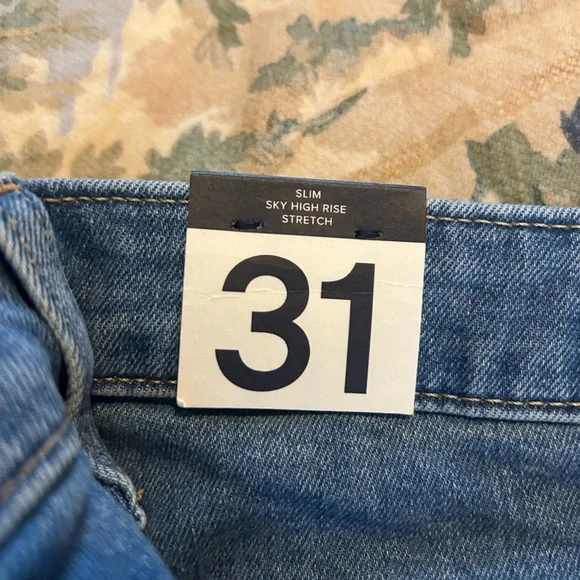 SLIM
SKY HIGH RISE
STRETCH
31